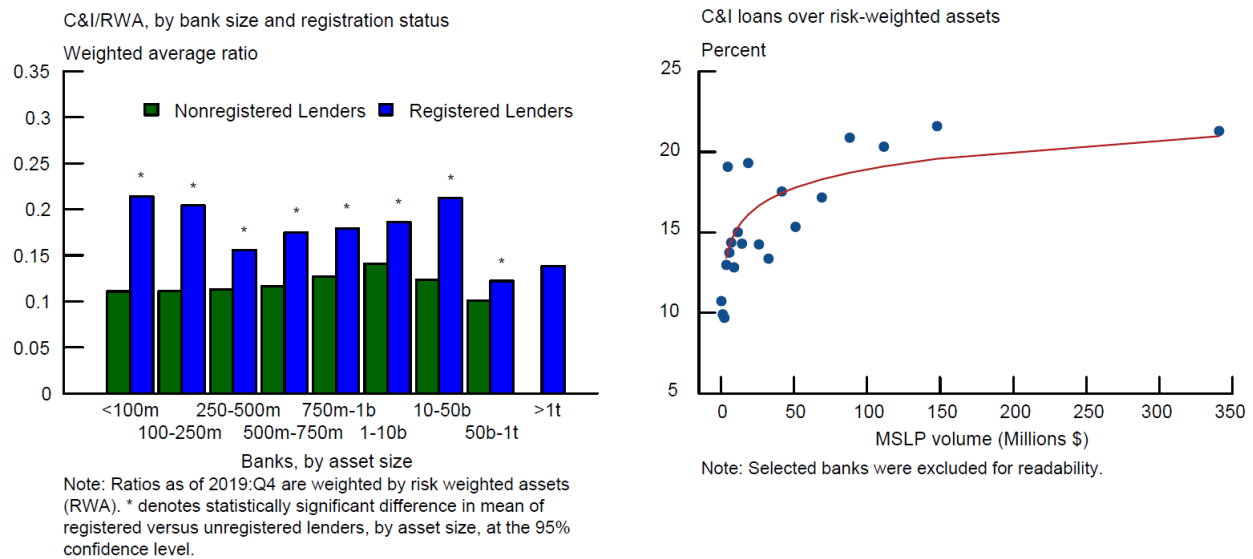 C&I/RWA, by bank size and registration status
Weighted average ratio
0.35
0.3
0.25
0.2
0.15
0.1
0.05
0
Nonregistered Lenders Registered Lenders
* * * * * * * *
<100m 250-500m 750m-1b 10-50b >1t
100-250m 500m-750m 1-10b 50b-1t
Banks, by asset size
Note: Ratios as of 2019:Q4 are weighted by risk weighted assets
(RWA). * denotes statistically significant difference in mean of
registered versus unregistered lenders, by asset size, at the 95%
confidence level.
C&I loans over risk-weighted assets
Percent
25
20
15
10
5
0 50 100 150 200 250 300 350
MSLP volume (Millions $)
Note: Selected banks were excluded for readability.